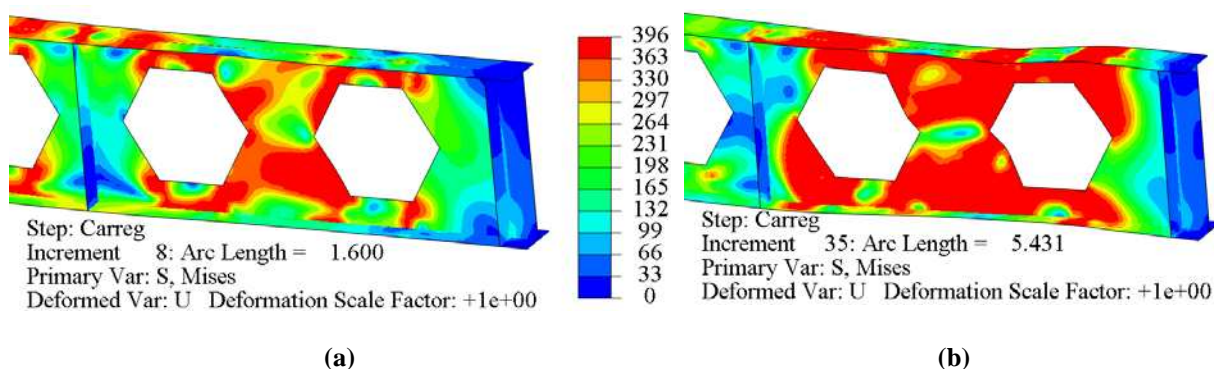 396
363
330
297
264
231
198
165
132
99
66
33
0
Step: Carreg
Increment 8: Arc Length = 1.600
Primary Var: S, Mises
Deformed Var: U Deformation Scale Factor: +1e+00
Step: Carreg
Increment 35: Arc Length = 5.431
Primary Var: S, Mises
Deformed Var: U Deformation Scale Factor: +1e+00
(a)
(b)